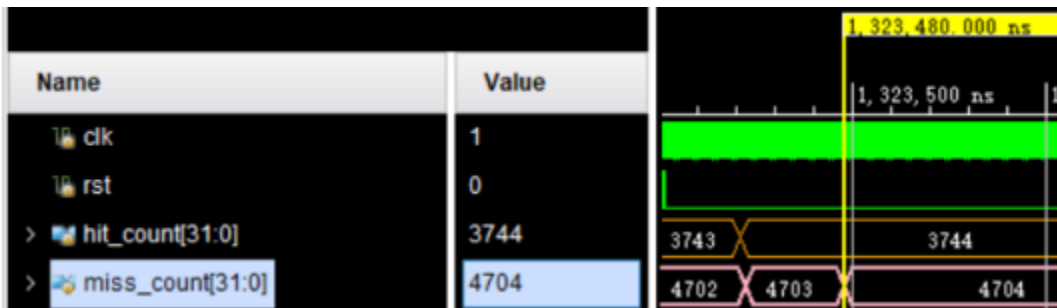 1,323,480.000 ns
Name Value
1,323,500 ns
clk 1
rst 0
hit_count[31:0] 3744 3743 3744
miss_count[31:0] 4704 4702 4703 4704